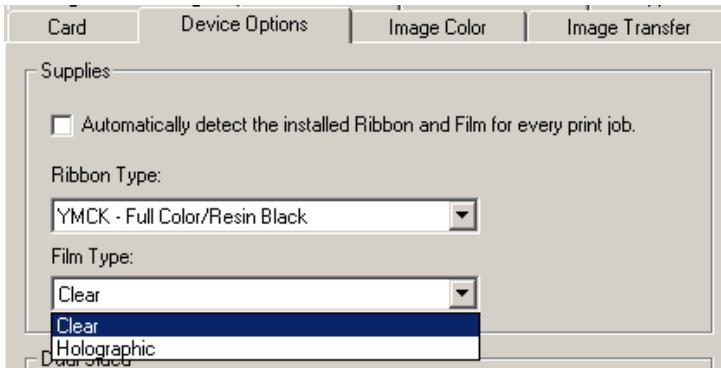 Card Device Options Image Color Image Transfer
Supplies
Automatically detect the installed Ribbon and Film for every print job.
Ribbon Type:
YMCK - Full Color/Resin Black
Film Type:
Clear
Clear
Holographic